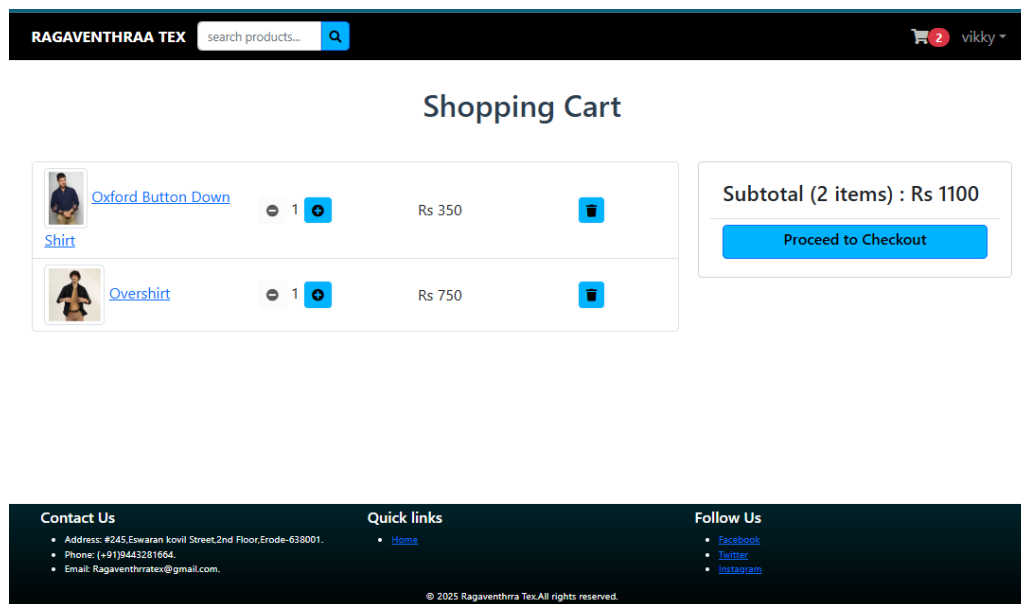 RAGAVENTHRAA TEX search products... 2 vikky
Shopping Cart
Oxford Button Down
Shirt
1
Rs 350
Overshirt
1
Rs 750
Subtotal (2 items) : Rs 1100
Proceed to Checkout
Contact Us
Address: #245,Eswaran kovil Street,2nd Floor,Erode-638001.
Phone: (+91)9443281664.
Email: Ragaventhrratex@gmail.com.
Quick links
Home
Follow Us
Facebook
Twitter
Instagram
© 2025 Ragaventhrra Tex.All rights reserved.